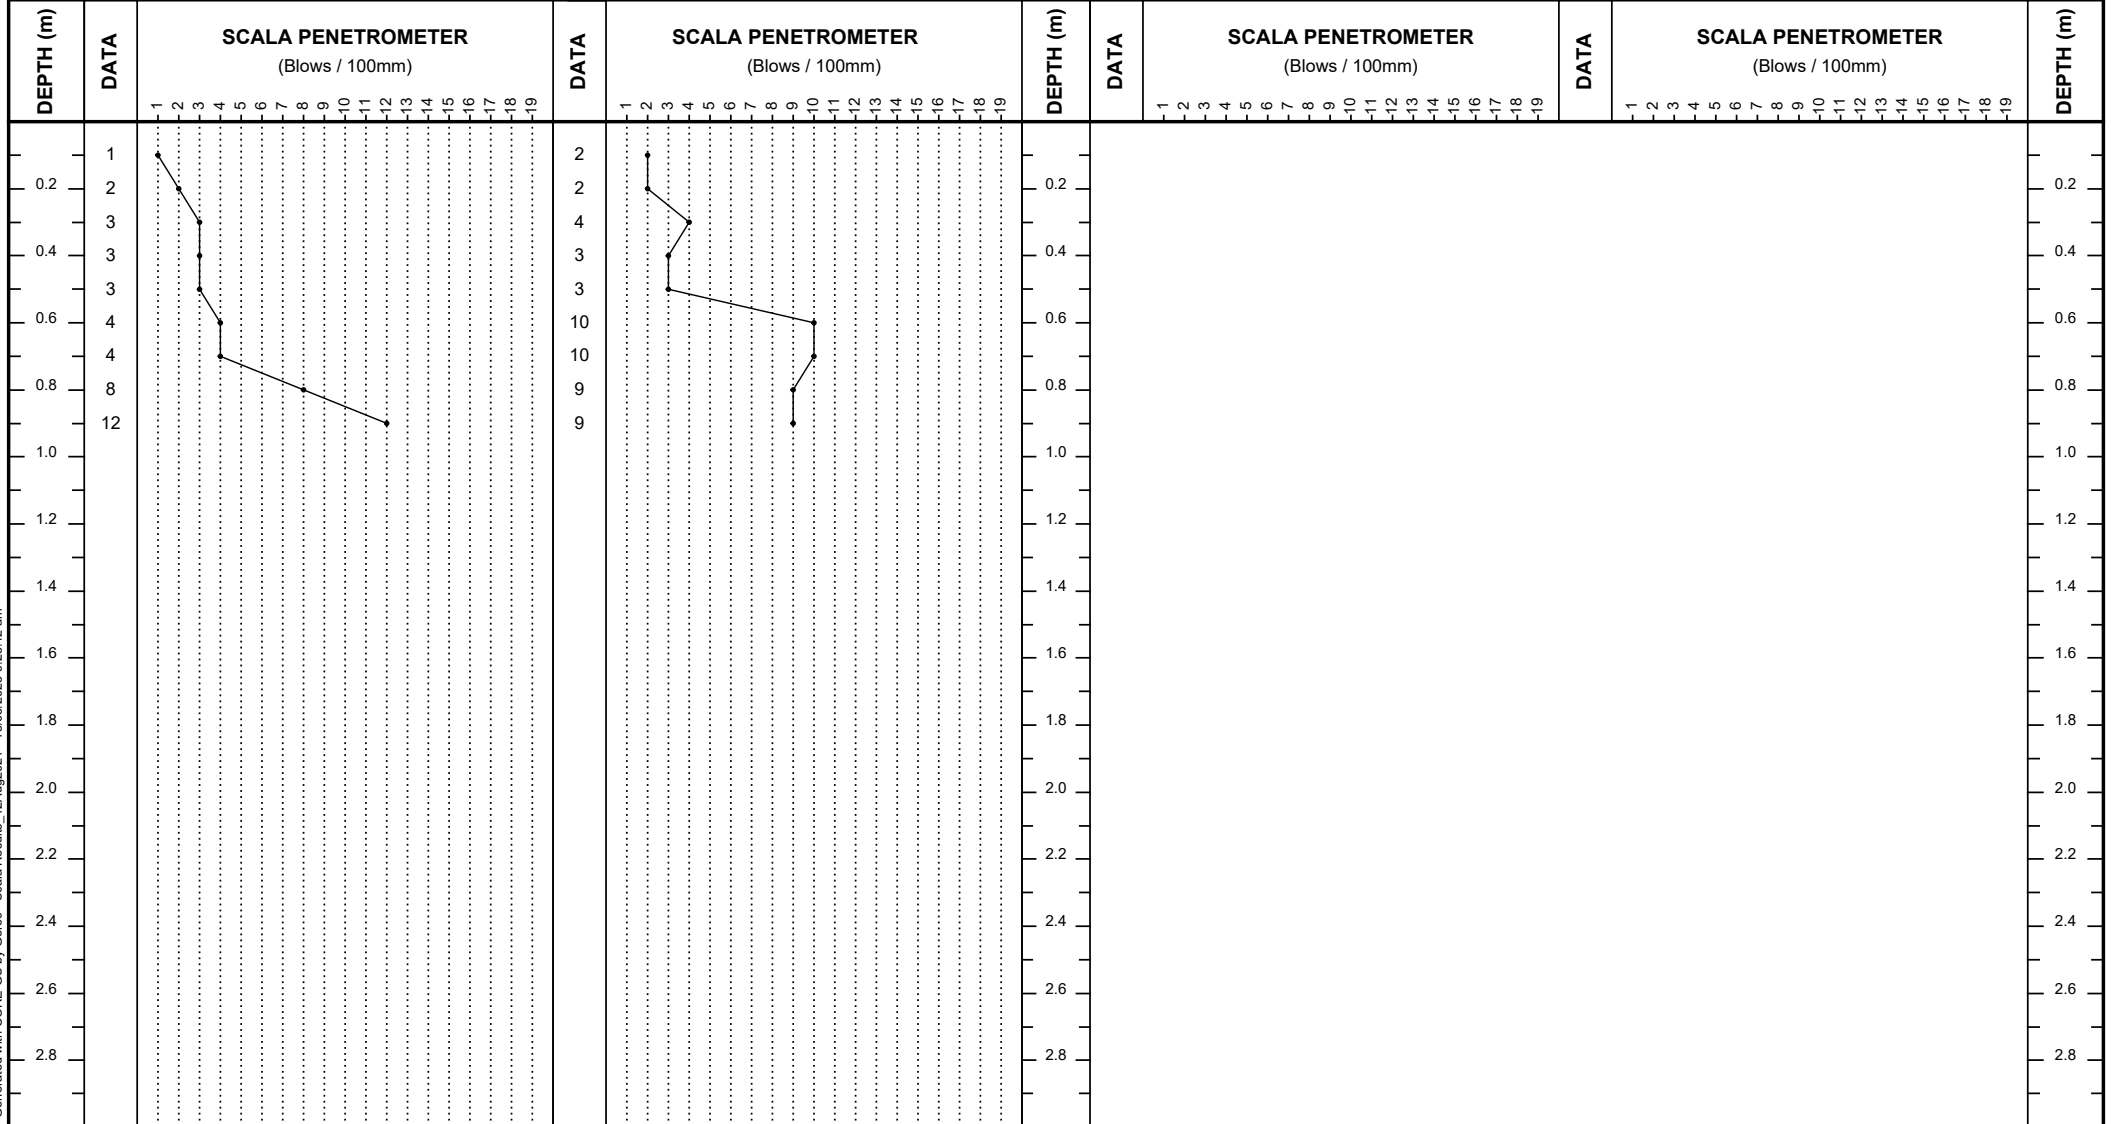 DEPTH (m)
DATA
SCALA PENETROMETER
(Blows / 100mm)
1 2 3 4 5 6 7 8 9 10 11 12 13 14 15 16 17 18 19
DATA
SCALA PENETROMETER
(Blows / 100mm)
1 2 3 4 5 6 7 8 9 10 11 12 13 14 15 16 17 18 19
DEPTH (m)
DATA
SCALA PENETROMETER
(Blows / 100mm)
1 2 3 4 5 6 7 8 9 10 11 12 13 14 15 16 17 18 19
DATA
SCALA PENETROMETER
(Blows / 100mm)
1 2 3 4 5 6 7 8 9 10 11 12 13 14 15 16 17 18 19
DEPTH (m)
1 2
0.2 2 2 0.2 0.2
3 4
0.4 3 3 0.4 0.4
3 3
0.6 4 10 0.6 0.6
4 10
0.8 8 9 0.8 0.8
12 9
1.0 1.0 1.0
1.2 1.2 1.2
1.4 1.4 1.4
1.6 1.6 1.6
1.8 1.8 1.8
2.0 2.0 2.0
2.2 2.2 2.2
2.4 2.4 2.4
2.6 2.6 2.6
2.8 2.8 2.8